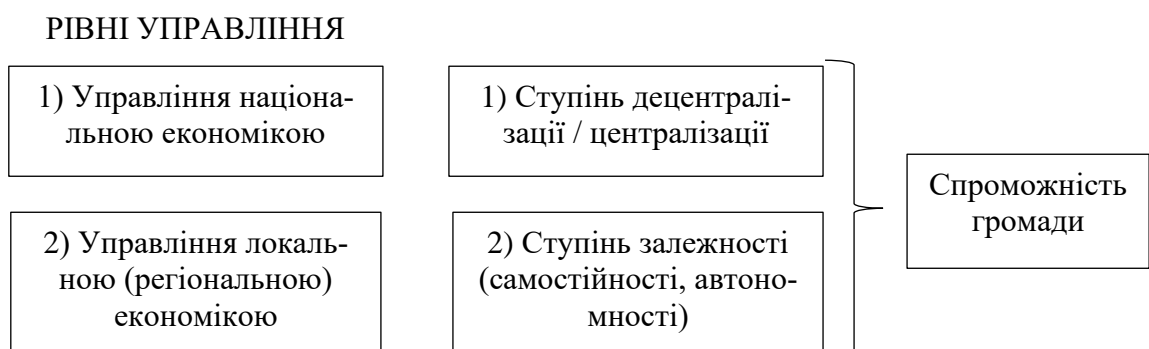 РІВНІ УПРАВЛІННЯ
1) Управління націона-
льною економікою
1) Ступінь децентралі-
зації / централізації
Спроможність
громади
2) Управління локаль-
ною (регіональною)
економікою
2) Ступінь залежності
(самостійності, автоно-
мності)